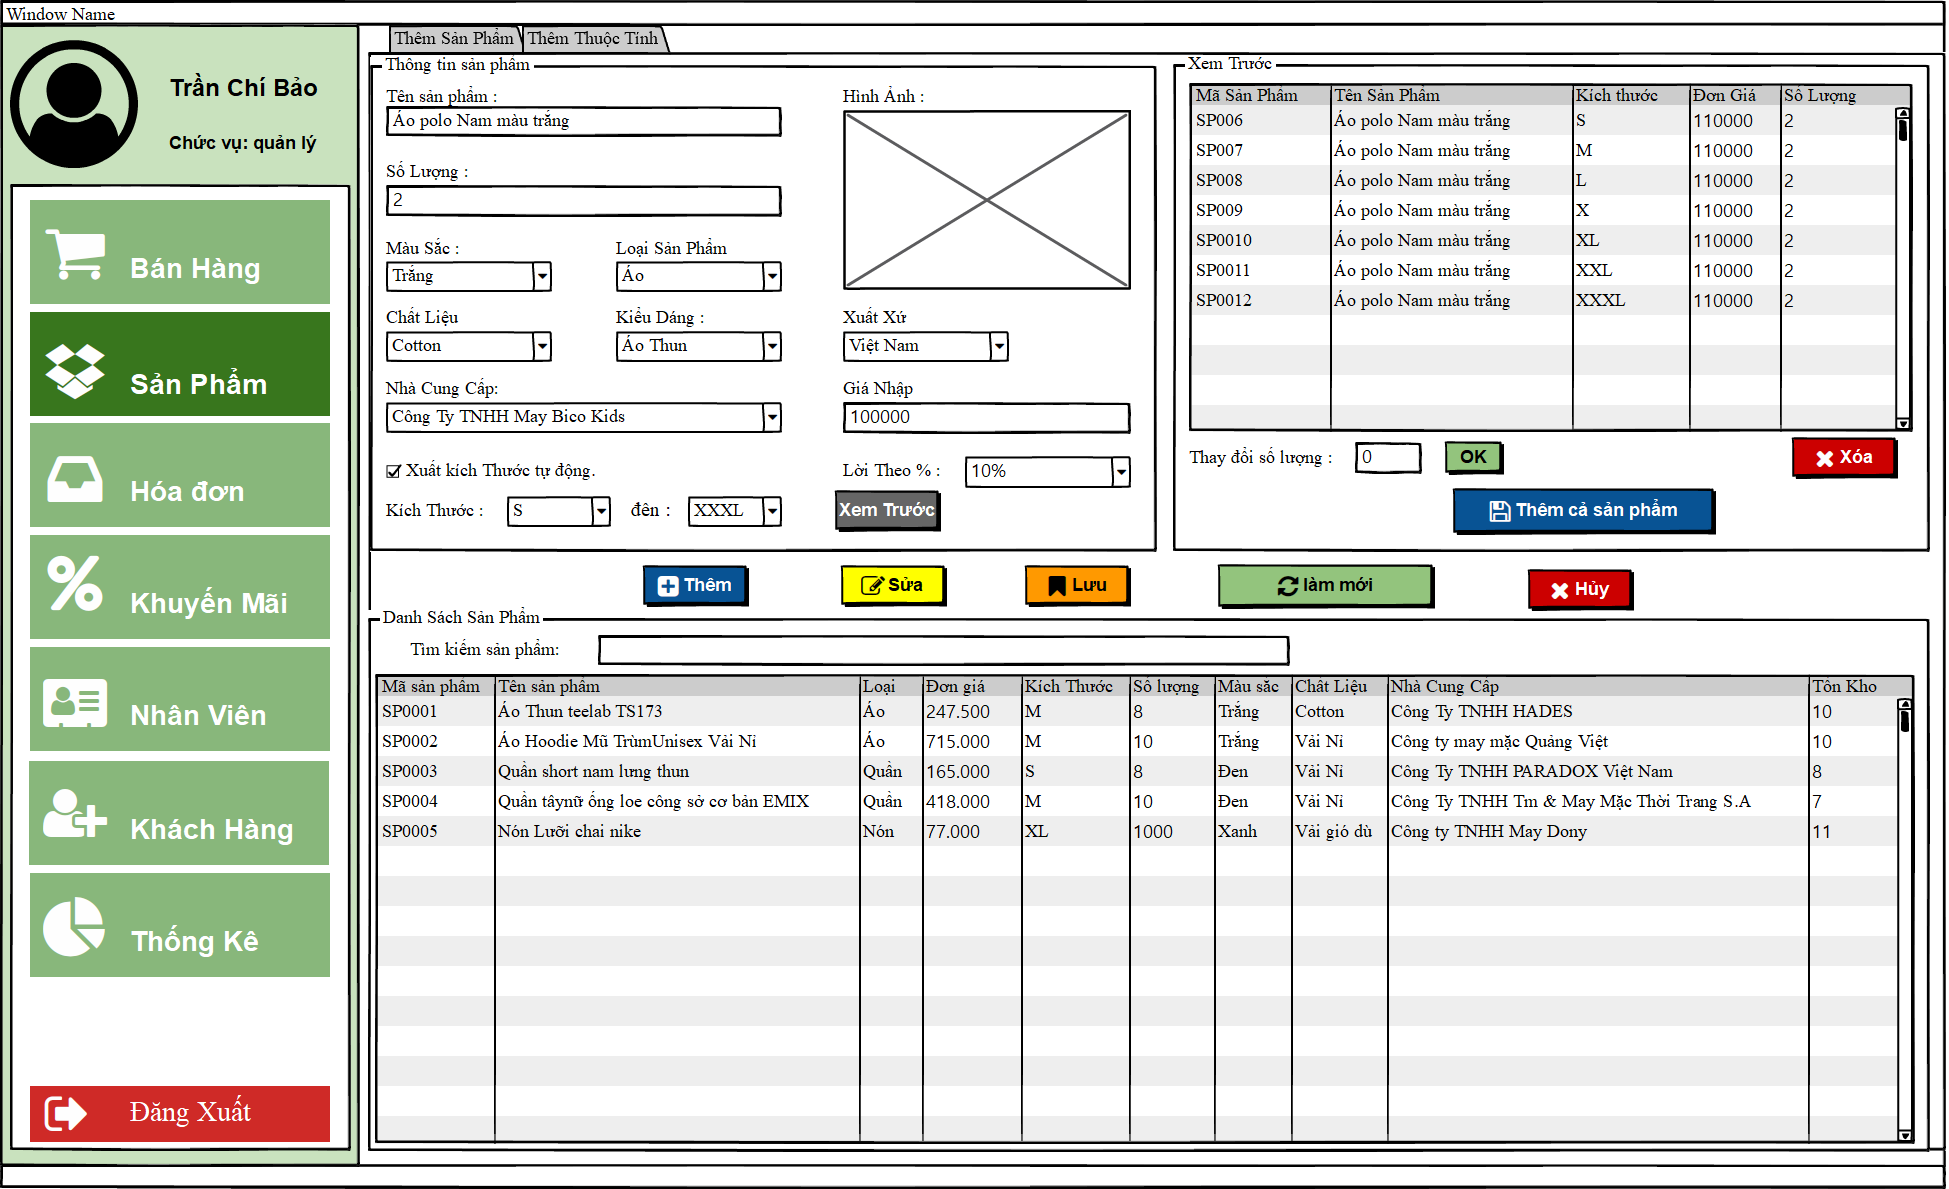 Window Name
Trần Chí Bảo
Chức vụ: quản lý
Bán Hàng
Sản Phẩm
Hóa đơn
Khuyến Mãi
Nhân Viên
Khách Hàng
Thống Kê
Đăng Xuất
Thêm Sản Phẩm Thêm Thuộc Tính
Thông tin sản phẩm
Tên sản phẩm :
Áo polo Nam màu trắng
Số Lượng :
2
Màu Sắc : Loại Sản Phẩm
Trắng Áo
Chất Liệu Kiểu Dáng :
Cotton Áo Thun
Nhà Cung Cấp:
Công Ty TNHH May Bico Kids
Xuất kích Thước tự động.
Kích Thước : S đên : XXXL
Hình Ảnh :
Xuất Xứ
Việt Nam
Giá Nhập
100000
Lời Theo % : 10%
Xem Trước
Xem Trước
Mã Sản Phẩm Tên Sản Phẩm Kích thước Đơn Giá Số Lượng
SP006 Áo polo Nam màu trắng S 110000 2
SP007 Áo polo Nam màu trắng M 110000 2
SP008 Áo polo Nam màu trắng L 110000 2
SP009 Áo polo Nam màu trắng X 110000 2
SP0010 Áo polo Nam màu trắng XL 110000 2
SP0011 Áo polo Nam màu trắng XXL 110000 2
SP0012 Áo polo Nam màu trắng XXXL 110000 2
Thay đổi số lượng : 0 OK Xóa
Thêm cả sản phẩm
Thêm Sửa Lưu làm mới Hủy
Danh Sách Sản Phẩm
Tìm kiếm sản phẩm:
Mã sản phẩm Tên sản phẩm Loại Đơn giá Kích Thước Số lượng Màu sắc Chất Liệu Nhà Cung Cấp Tồn Kho
SP0001 Áo Thun teelab TS173 Áo 247.500 M 8 Trắng Cotton Công Ty TNHH HADES 10
SP0002 Áo Hoodie Mũ TrùmUnisex Vải Nỉ Áo 715.000 M 10 Trắng Vải Nỉ Công ty may mặc Quảng Việt 10
SP0003 Quần short nam lưng thun Quần 165.000 S 8 Đen Vải Nỉ Công Ty TNHH PARADOX Việt Nam 8
SP0004 Quần tâynữ ống loe công sở cơ bản EMIX Quần 418.000 M 10 Đen Vải Nỉ Công Ty TNHH Tm & May Mặc Thời Trang S.A 7
SP0005 Nón Lưỡi chai nike Nón 77.000 XL 1000 Xanh Vải gió dù Công ty TNHH May Dony 11